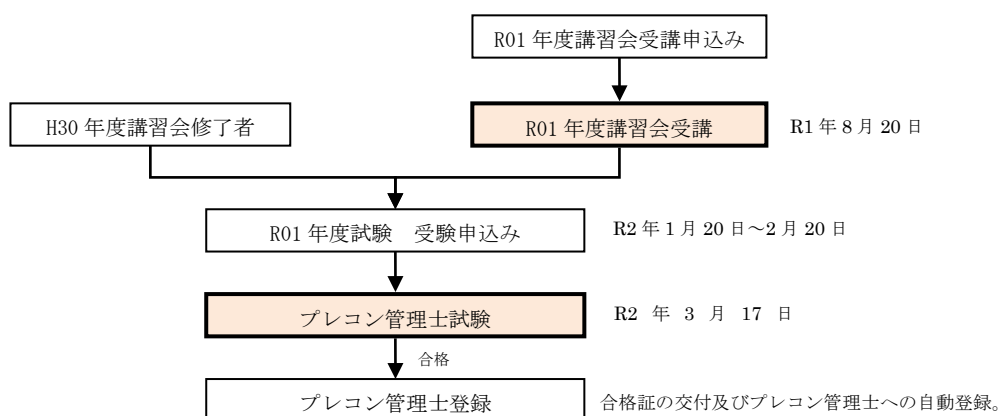 R01 年度講習会受講申込み
H30 年度講習会修了者
R01 年度講習会受講
R1 年 8 月 20 日
R01 年度試験　受験申込み
R2 年 1 月 20 日～2 月 20 日
プレコン管理士試験
R2 年 3 月 17 日
合格
プレコン管理士登録
合格証の交付及びプレコン管理士への自動登録。